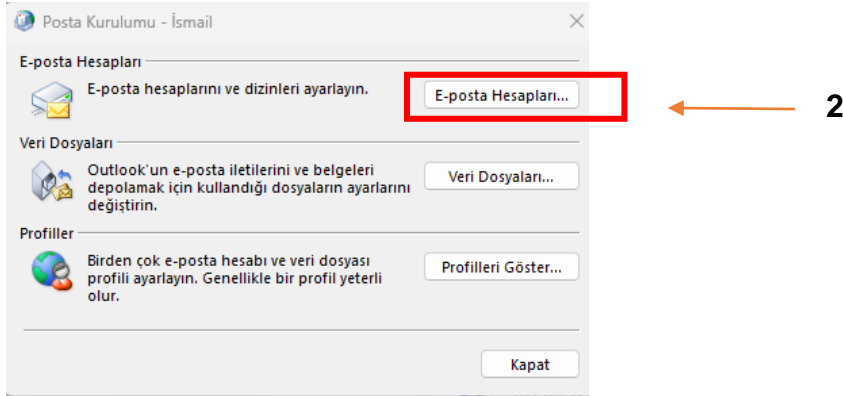 Posta Kurulumu - İsmail
E-posta Hesapları
E-posta hesaplarını ve dizinleri ayarlayın.
E-posta Hesapları...
2
Veri Dosyaları
Outlook'un e-posta iletilerini ve belgeleri
depolamak için kullandığı dosyaların ayarlarını
değiştirin.
Veri Dosyaları...
Profiller
Birden çok e-posta hesabı ve veri dosyası
profili ayarlayın. Genellikle bir profil yeterli
olur.
Profilleri Göster...
Kapat